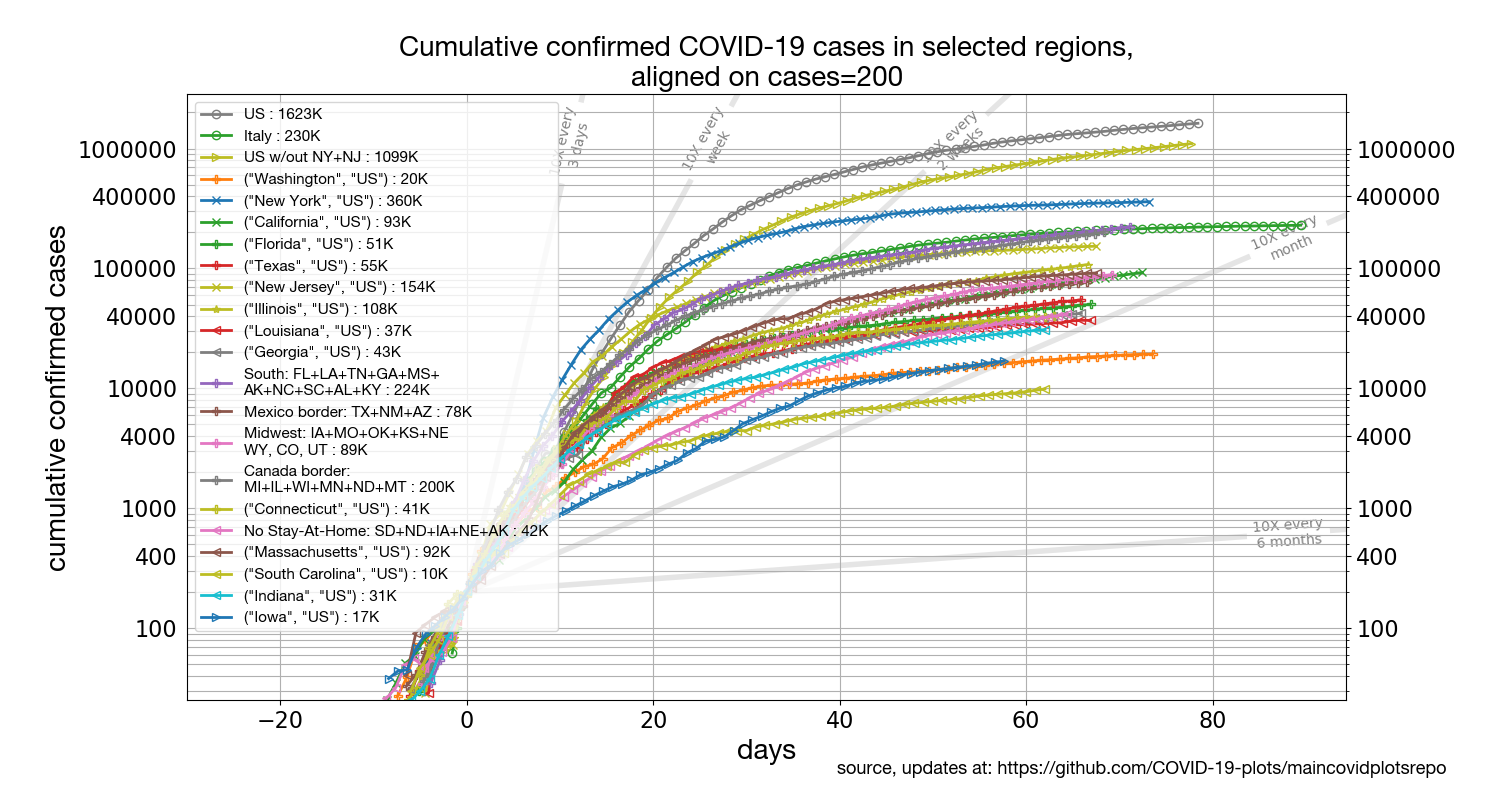 Cumulative confirmed COVID-19 cases in selected regions,
aligned on cases=200
cumulative confirmed cases
1000000
400000
100000
40000
10000
4000
1000
400
100
US : 1623K
Italy : 230K
US w/out NY+NJ : 1099K
("Washington", "US") : 20K
("New York", "US") : 360K
("California", "US") : 93K
("Florida", "US") : 51K
("Texas", "US") : 55K
("New Jersey", "US") : 154K
("Illinois", "US") : 108K
("Louisiana", "US") : 37K
("Georgia", "US") : 43K
South: FL+LA+TN+GA+MS+
AK+NC+SC+AL+KY : 224K
Mexico border: TX+NM+AZ : 78K
Midwest: IA+MO+OK+KS+NE
WY, CO, UT : 89K
Canada border:
MI+IL+WI+MN+ND+MT : 200K
("Connecticut", "US") : 41K
No Stay-At-Home: SD+ND+IA+NE+AK : 42K
("Massachusetts", "US") : 92K
("South Carolina", "US") : 10K
("Indiana", "US") : 31K
("Iowa", "US") : 17K
10X every
3 days
10X every
week
10X every
2 weeks
10X every
month
10X every
6 months
1000000
400000
100000
40000
10000
4000
1000
400
100
−20
0
20
40
60
80
days
source, updates at: https://github.com/COVID-19-plots/maincovidplotsrepo